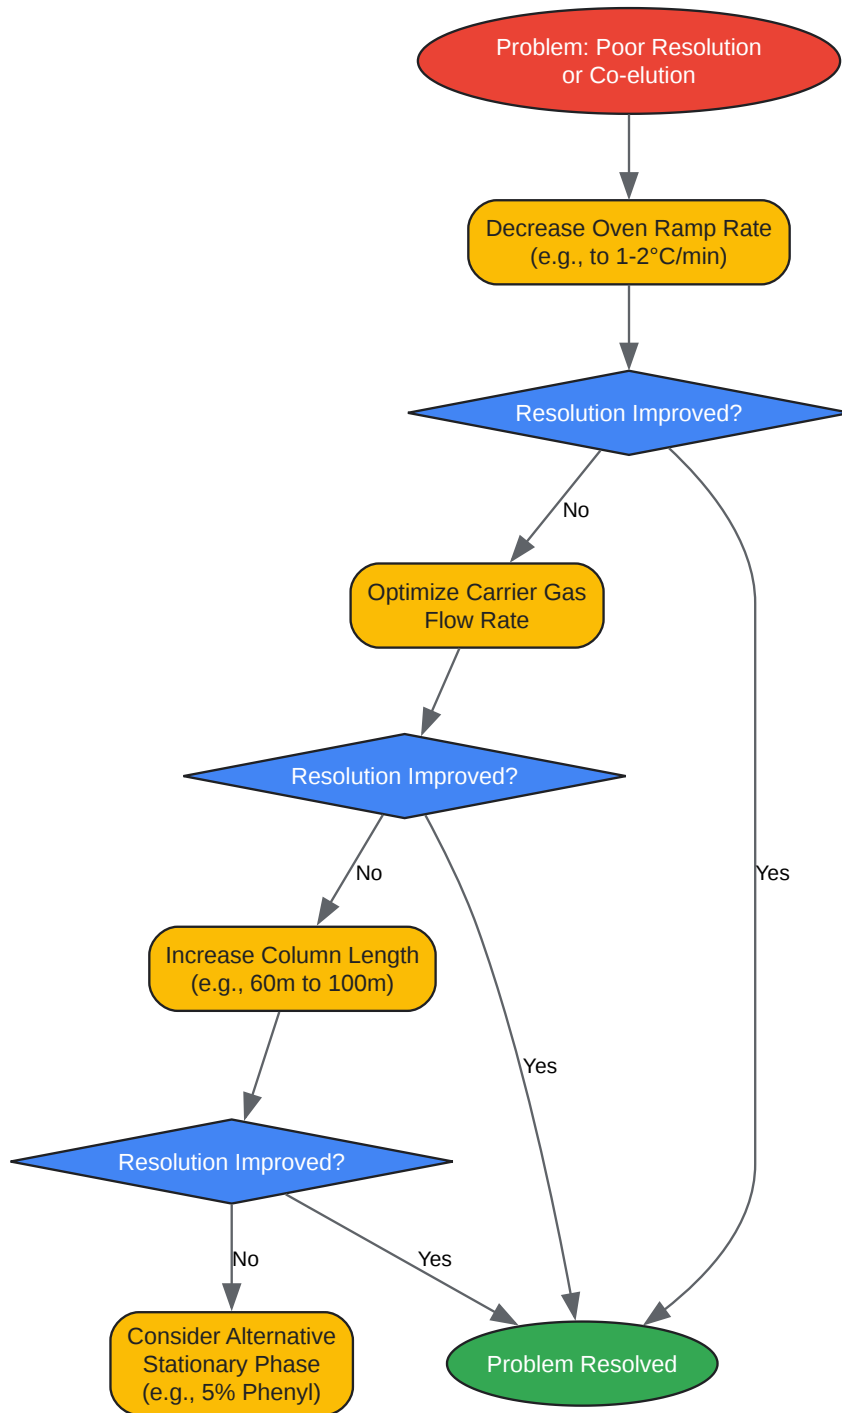 Problem: Poor Resolution
or Co-elution
Decrease Oven Ramp Rate
(e.g., to 1-2°C/min)
Resolution Improved?
No
Optimize Carrier Gas
Flow Rate
Resolution Improved?
No
Yes
Increase Column Length
(e.g., 60m to 100m)
Yes
Resolution Improved?
No
Yes
Consider Alternative
Stationary Phase
(e.g., 5% Phenyl)
Problem Resolved